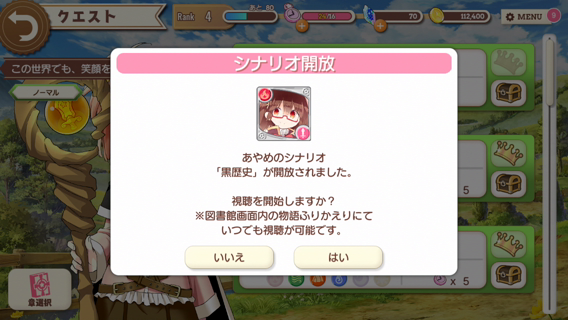 クエスト
Rank 4
あと 80
/16
70
112,400
MENU
この世界でも、笑顔を
ノーマル
シナリオ開放
あやめのシナリオ
「黒歴史」が開放されました。
視聴を開始しますか？
※図書館画面内の物語ふりかえりにて
いつでも視聴が可能です。
いいえ
はい
5
x 5
章選択